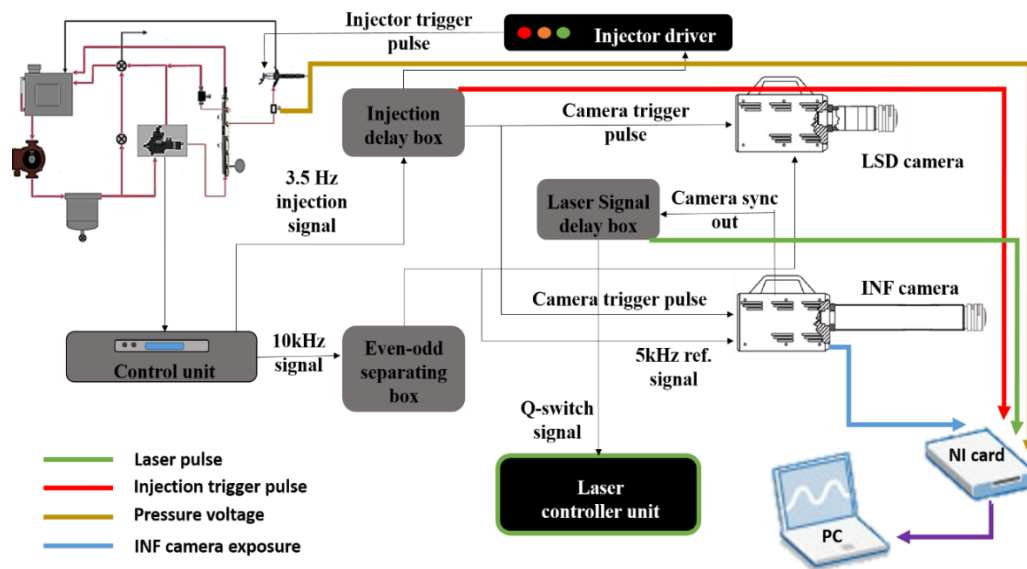 Injector trigger
pulse
Injector driver
Injection
delay box
Camera trigger
pulse
LSD camera
3.5 Hz
injection
signal
Laser Signal
delay box
Camera sync
out
INF camera
Camera trigger pulse
Control unit
10kHz
signal
Even-odd
separating
box
5kHz ref.
signal
Q-switch
signal
Laser
controller unit
NI card
PC
Laser pulse
Injection trigger pulse
Pressure voltage
INF camera exposure